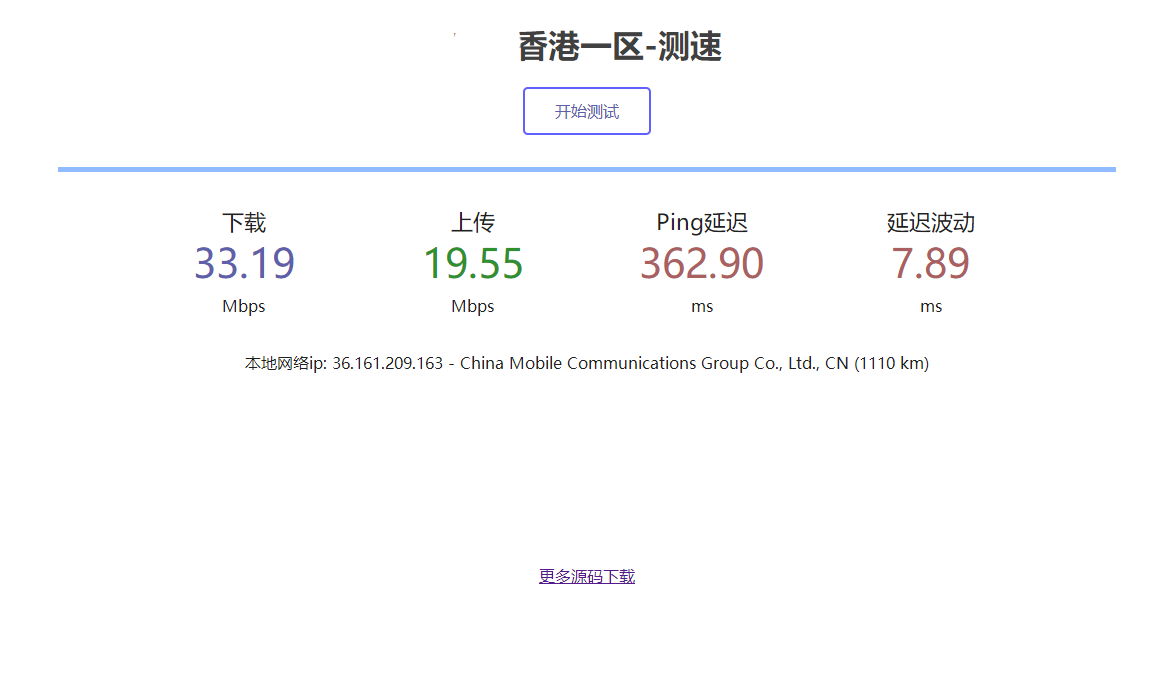 香港一区-测速
开始测试
下载 上传 Ping延迟 延迟波动
33.19 19.55 362.90 7.89
Mbps Mbps ms ms
本地网络ip: 36.161.209.163 - China Mobile Communications Group Co., Ltd., CN (1110 km)
更多源码下载